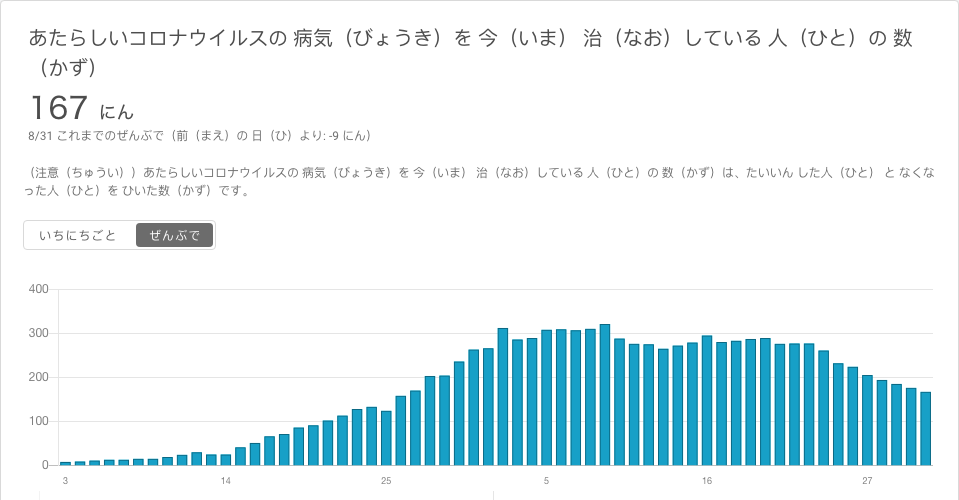 あたらしいコロナウイルスの 病気（びょうき）を 今（いま） 治（なお）している 人（ひと）の 数
（かず）
167 にん
8/31 これまでのぜんぶで（前（まえ）の 日（ひ）より: -9 にん）
（注意（ちゅうい））あたらしいコロナウイルスの 病気（びょうき）を 今（いま） 治（なお）している 人（ひと）の 数（かず）は、たいいん した人（ひと） と なくな
った人（ひと）を ひいた数（かず）です。
いちにちごと ぜんぶで
400
300
200
100
0
3 14 25 5 16 27